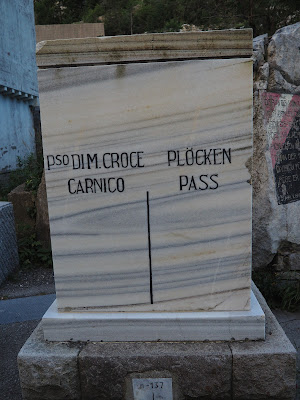 PSO DI M. CROCE
CARNICO
PLÖCKEN
PASS